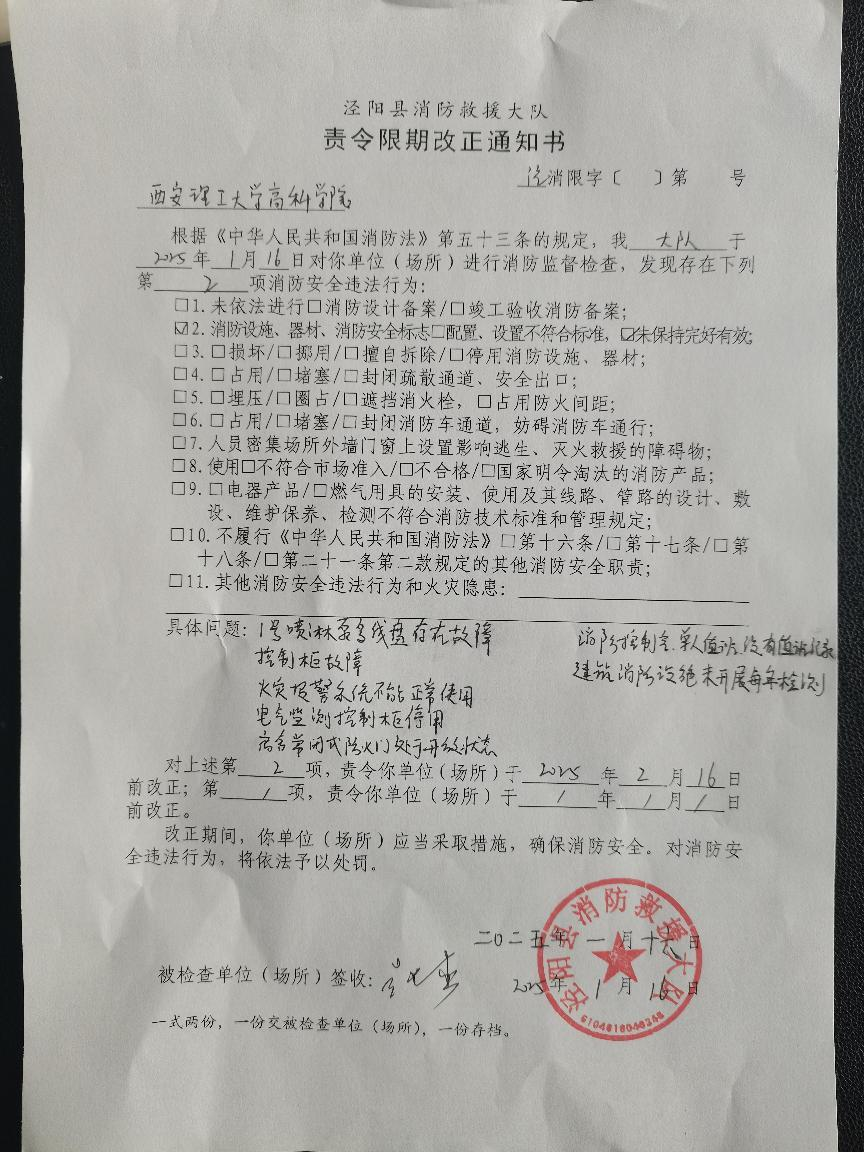 泾阳县消防救援大队
责令限期改正通知书
泾消限字〔 〕第 号
西安理工大学高科学院
根据《中华人民共和国消防法》第五十三条的规定，我 大队 于
2025 年 1 月 16 日对你单位（场所）进行消防监督检查，发现存在下列
第 2 项消防安全违法行为：
□1.未依法进行□消防设计备案/□竣工验收消防备案；
☑2.消防设施、器材、消防安全标志□配置、设置不符合标准，☑未保持完好有效；
□3.□损坏/□挪用/□擅自拆除/□停用消防设施、器材；
□4.□占用/□堵塞/□封闭疏散通道、安全出口；
□5.□埋压/□圈占/□遮挡消火栓，□占用防火间距；
□6.□占用/□堵塞/□封闭消防车通道，妨碍消防车通行；
□7.人员密集场所外墙门窗上设置影响逃生、灭火救援的障碍物；
□8.使用□不符合市场准入/□不合格/□国家明令淘汰的消防产品；
□9.□电器产品/□燃气用具的安装、使用及其线路、管路的设计、敷
设、维护保养、检测不符合消防技术标准和管理规定；
□10.不履行《中华人民共和国消防法》□第十六条/□第十七条/□第
十八条/□第二十一条第二款规定的其他消防安全职责；
□11.其他消防安全违法行为和火灾隐患：
具体问题：1号喷淋泵多线盘存在故障
控制柜故障
火灾报警系统不能正常使用
电气监测控制柜停用
宿舍常闭式防火门处于开启状态
消防控制室单人值班、没有值班记录
建筑消防设施未开展每年检测
对上述第 2 项，责令你单位（场所）于 2025 年 2 月 16 日
前改正；第 / 项，责令你单位（场所）于 / 年 / 月 / 日
前改正。
改正期间，你单位（场所）应当采取措施，确保消防安全。对消防安
全违法行为，将依法予以处罚。
二〇二五年一月十六日
被检查单位（场所）签收：
2025年 1 月 16 日
泾阳县消防救援大队
一式两份，一份交被检查单位（场所），一份存档。